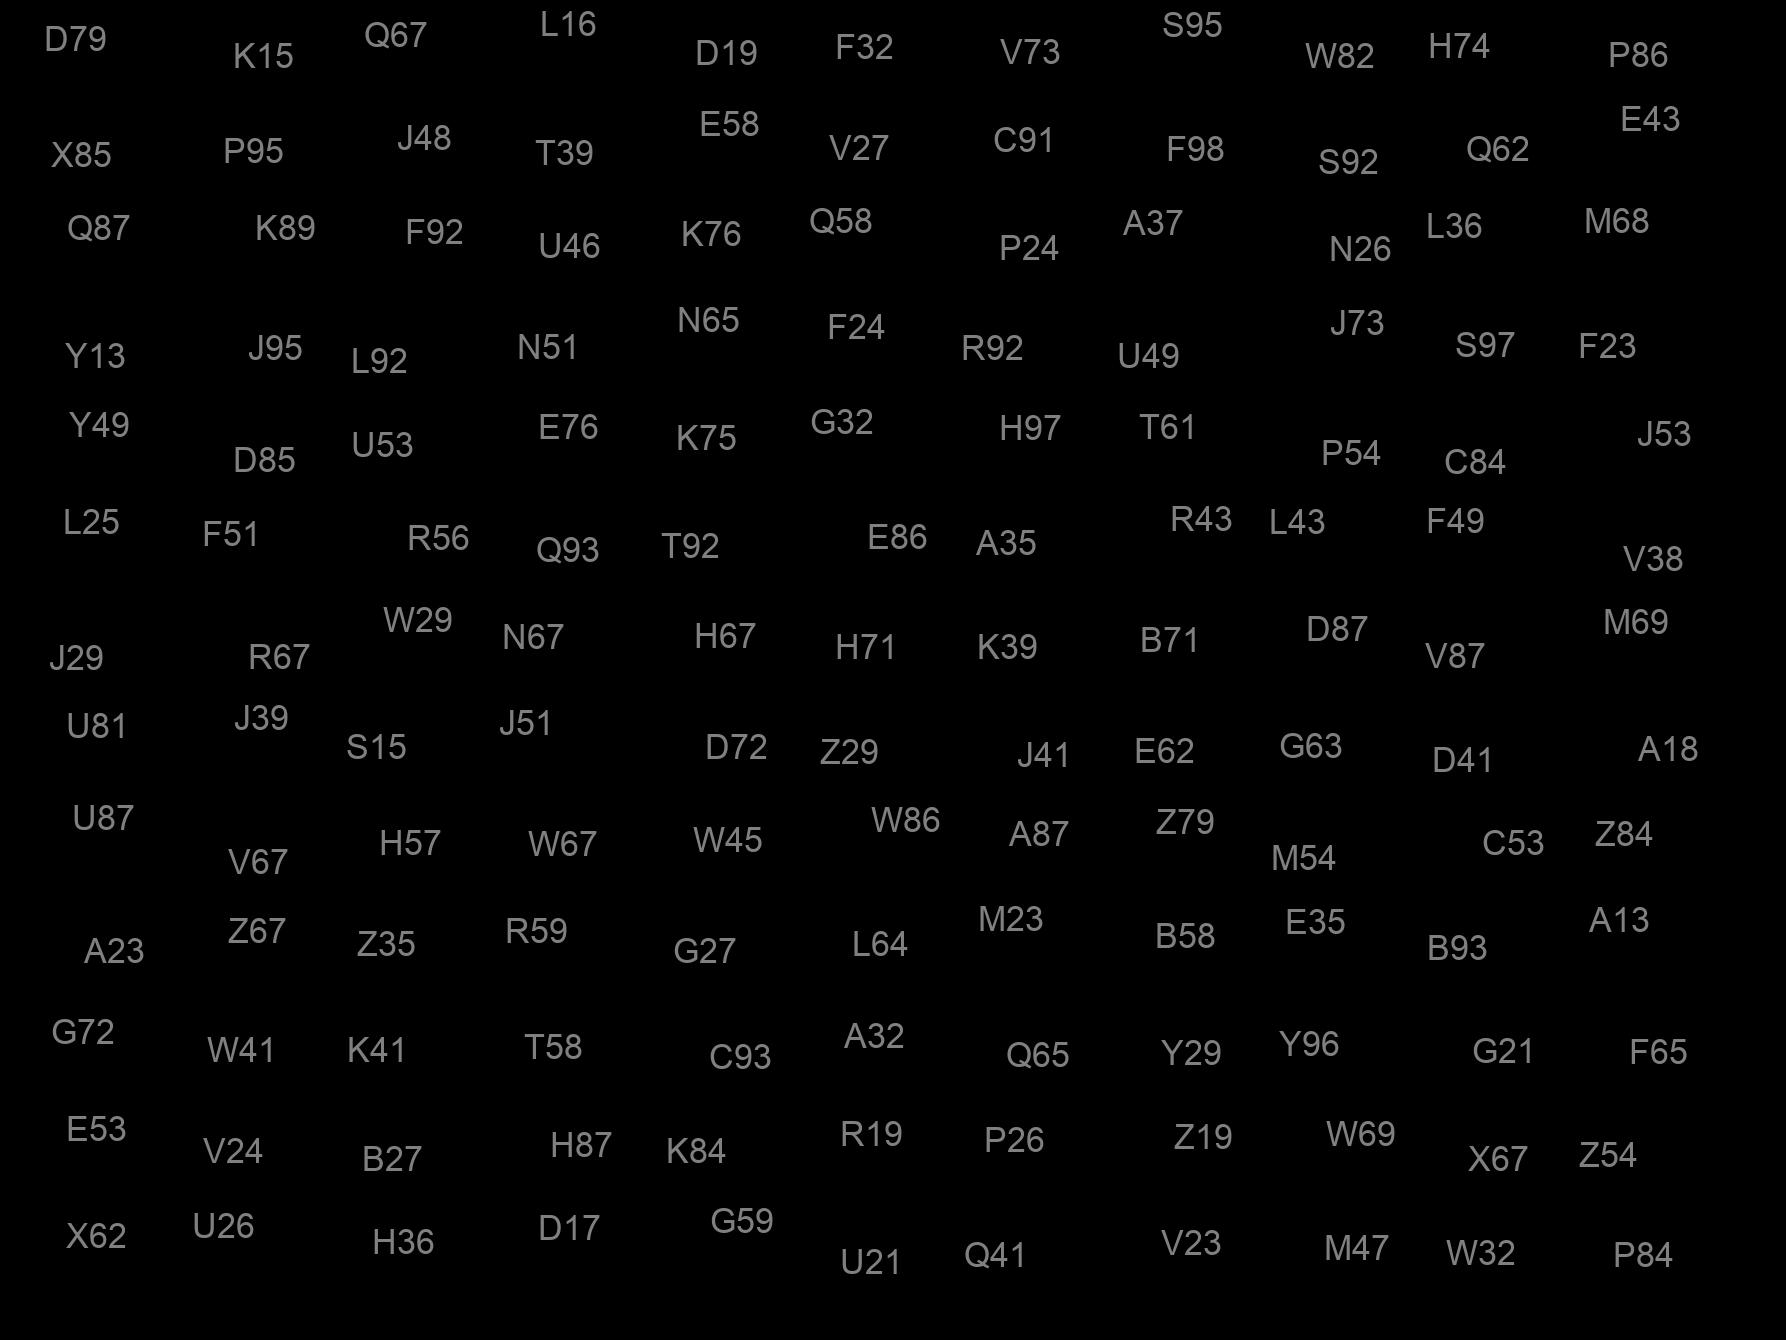 D79 K15 Q67 L16 D19 F32 V73 S95 W82 H74 P86
X85 P95 J48 T39 E58 V27 C91 F98 S92 Q62 E43
Q87 K89 F92 U46 K76 Q58 P24 A37 N26 L36 M68
Y13 J95 L92 N51 N65 F24 R92 U49 J73 S97 F23
Y49 D85 U53 E76 K75 G32 H97 T61 P54 C84 J53
L25 F51 R56 Q93 T92 E86 A35 R43 L43 F49 V38
J29 R67 W29 N67 H67 H71 K39 B71 D87 V87 M69
U81 J39 S15 J51 D72 Z29 J41 E62 G63 D41 A18
U87 V67 H57 W67 W45 W86 A87 Z79 M54 C53 Z84
A23 Z67 Z35 R59 G27 L64 M23 B58 E35 B93 A13
G72 W41 K41 T58 C93 A32 Q65 Y29 Y96 G21 F65
E53 V24 B27 H87 K84 R19 P26 Z19 W69 X67 Z54
X62 U26 H36 D17 G59 U21 Q41 V23 M47 W32 P84